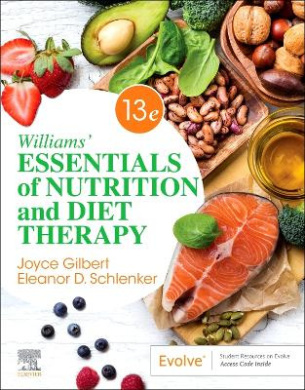 13e
Williams'
ESSENTIALS
of NUTRITION
and DIET
THERAPY
Joyce Gilbert
Eleanor D. Schlenker
ELSEVIER
Evolve
Student Resources on Evolve
Access Code Inside